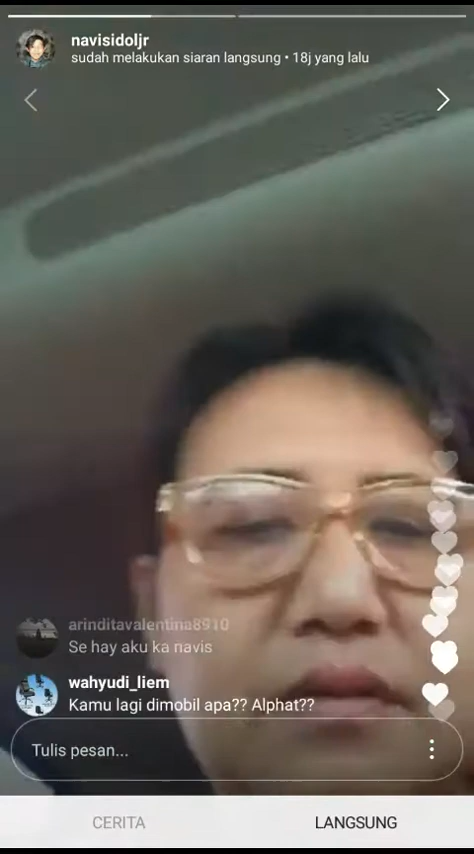 navisidoljr
sudah melakukan siaran langsung • 18j yang lalu
arinditavalentina8910
Se hay aku ka navis
wahyudi_liem
Kamu lagi dimobil apa?? Alphat??
Tulis pesan...
CERITA
LANGSUNG